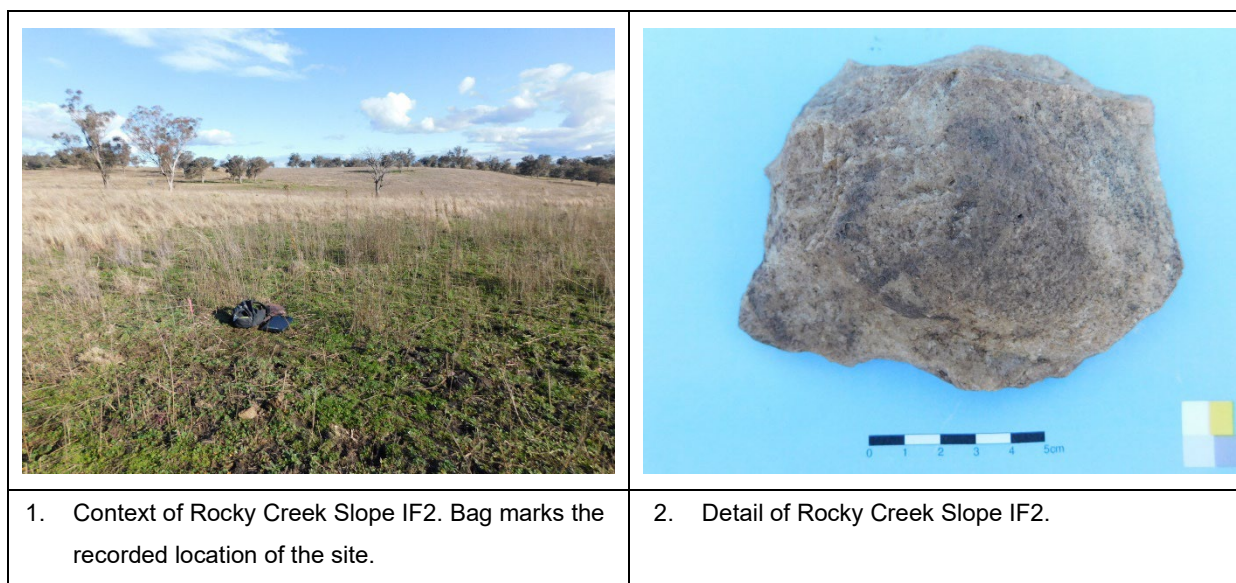 0 1 2 3 4 5cm
1. Context of Rocky Creek Slope IF2. Bag marks the
recorded location of the site.
2. Detail of Rocky Creek Slope IF2.